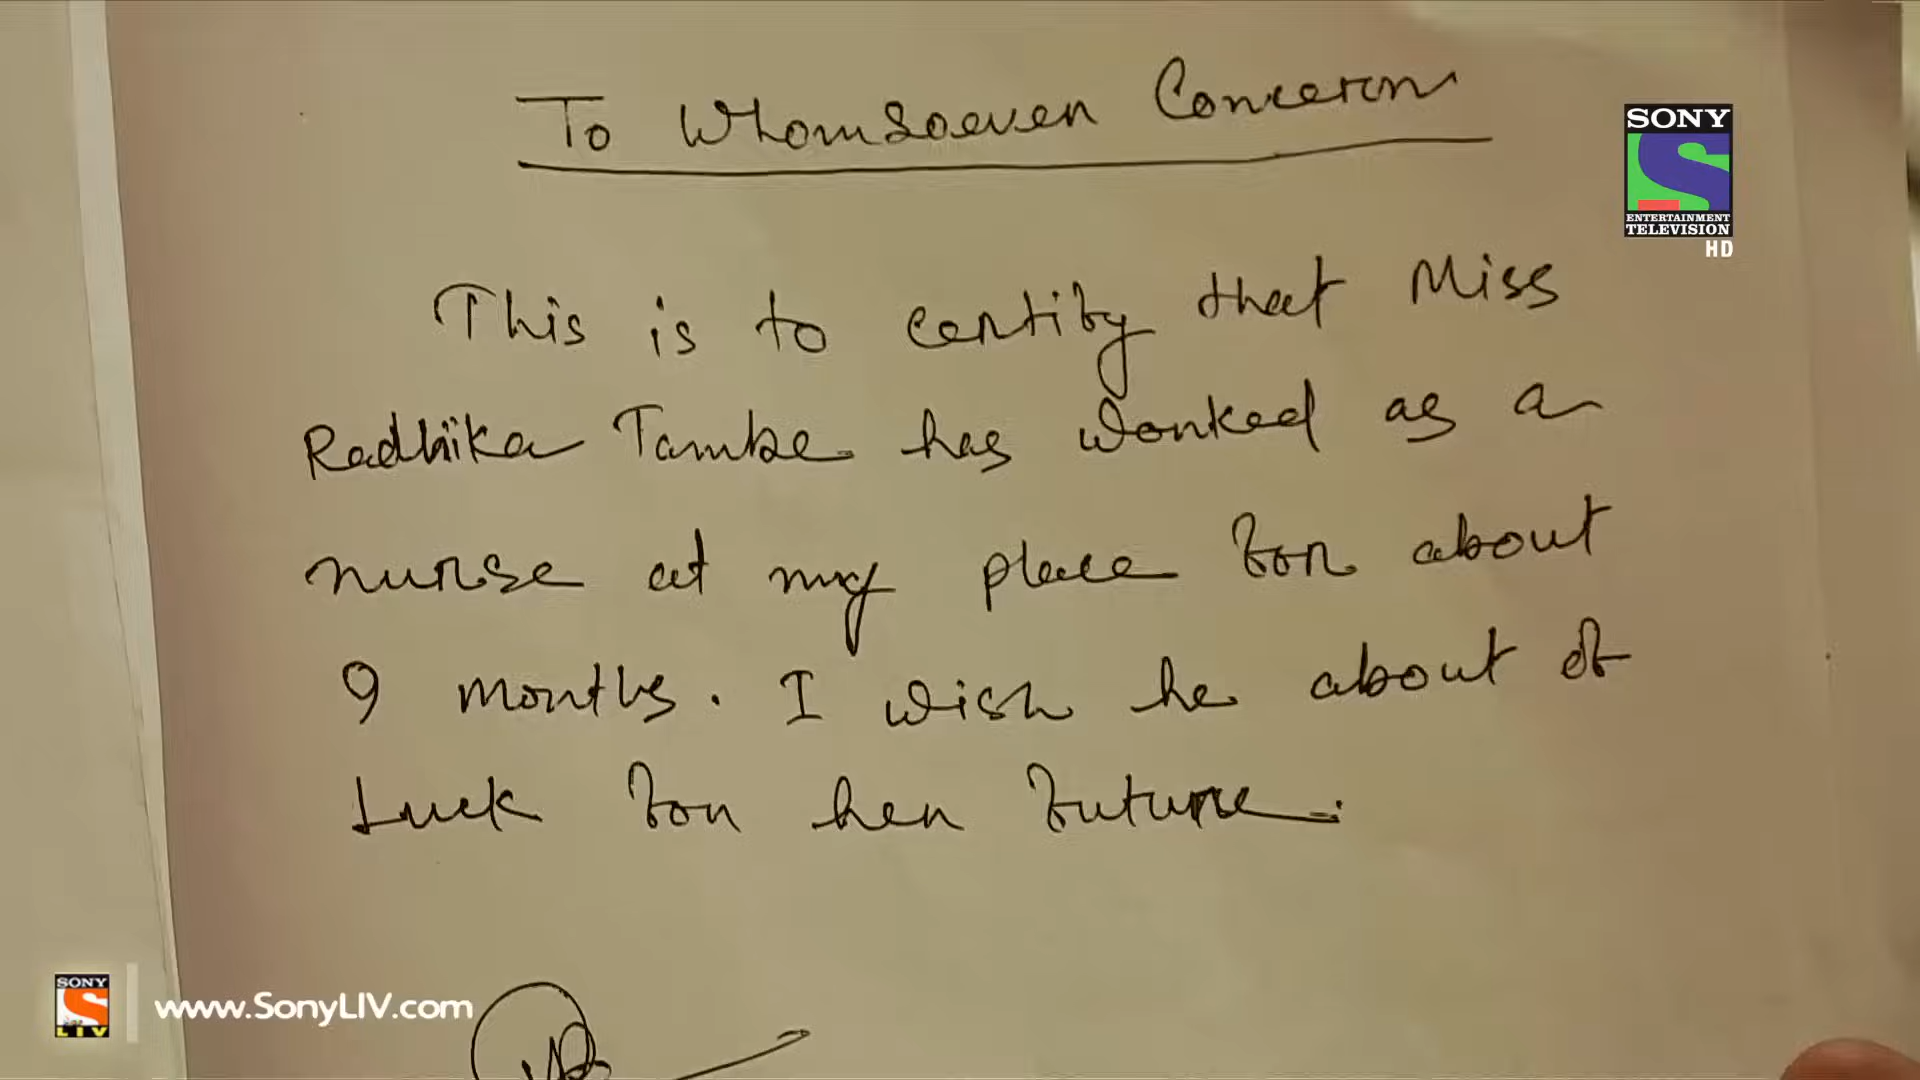 To Whomsoever Concern
SONY
ENTERTAINMENT
TELEVISION
HD
This is to certify that Miss
Radhika Tambe has worked as a
nurse at my place for about
9 months. I wish he about of
Luck for her future.
SONY
LIV
www.SonyLIV.com